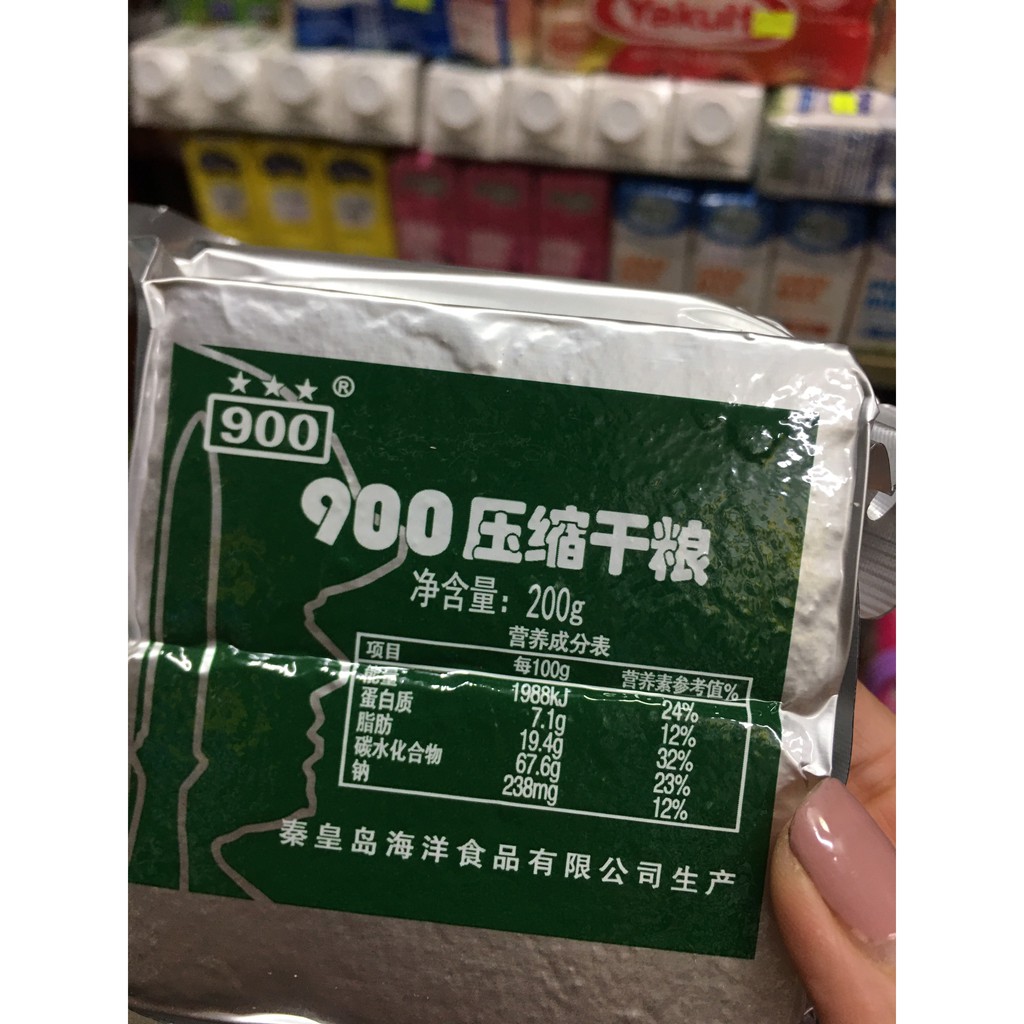 Yakult
★★★ ®
900
900压缩干粮
净含量：200g
营养成分表
项目 每100g 营养素参考值%
能量 1988kJ 24%
蛋白质 7.1g 12%
脂肪 19.4g 32%
碳水化合物 67.6g 23%
钠 238mg 12%
秦皇岛海洋食品有限公司生产